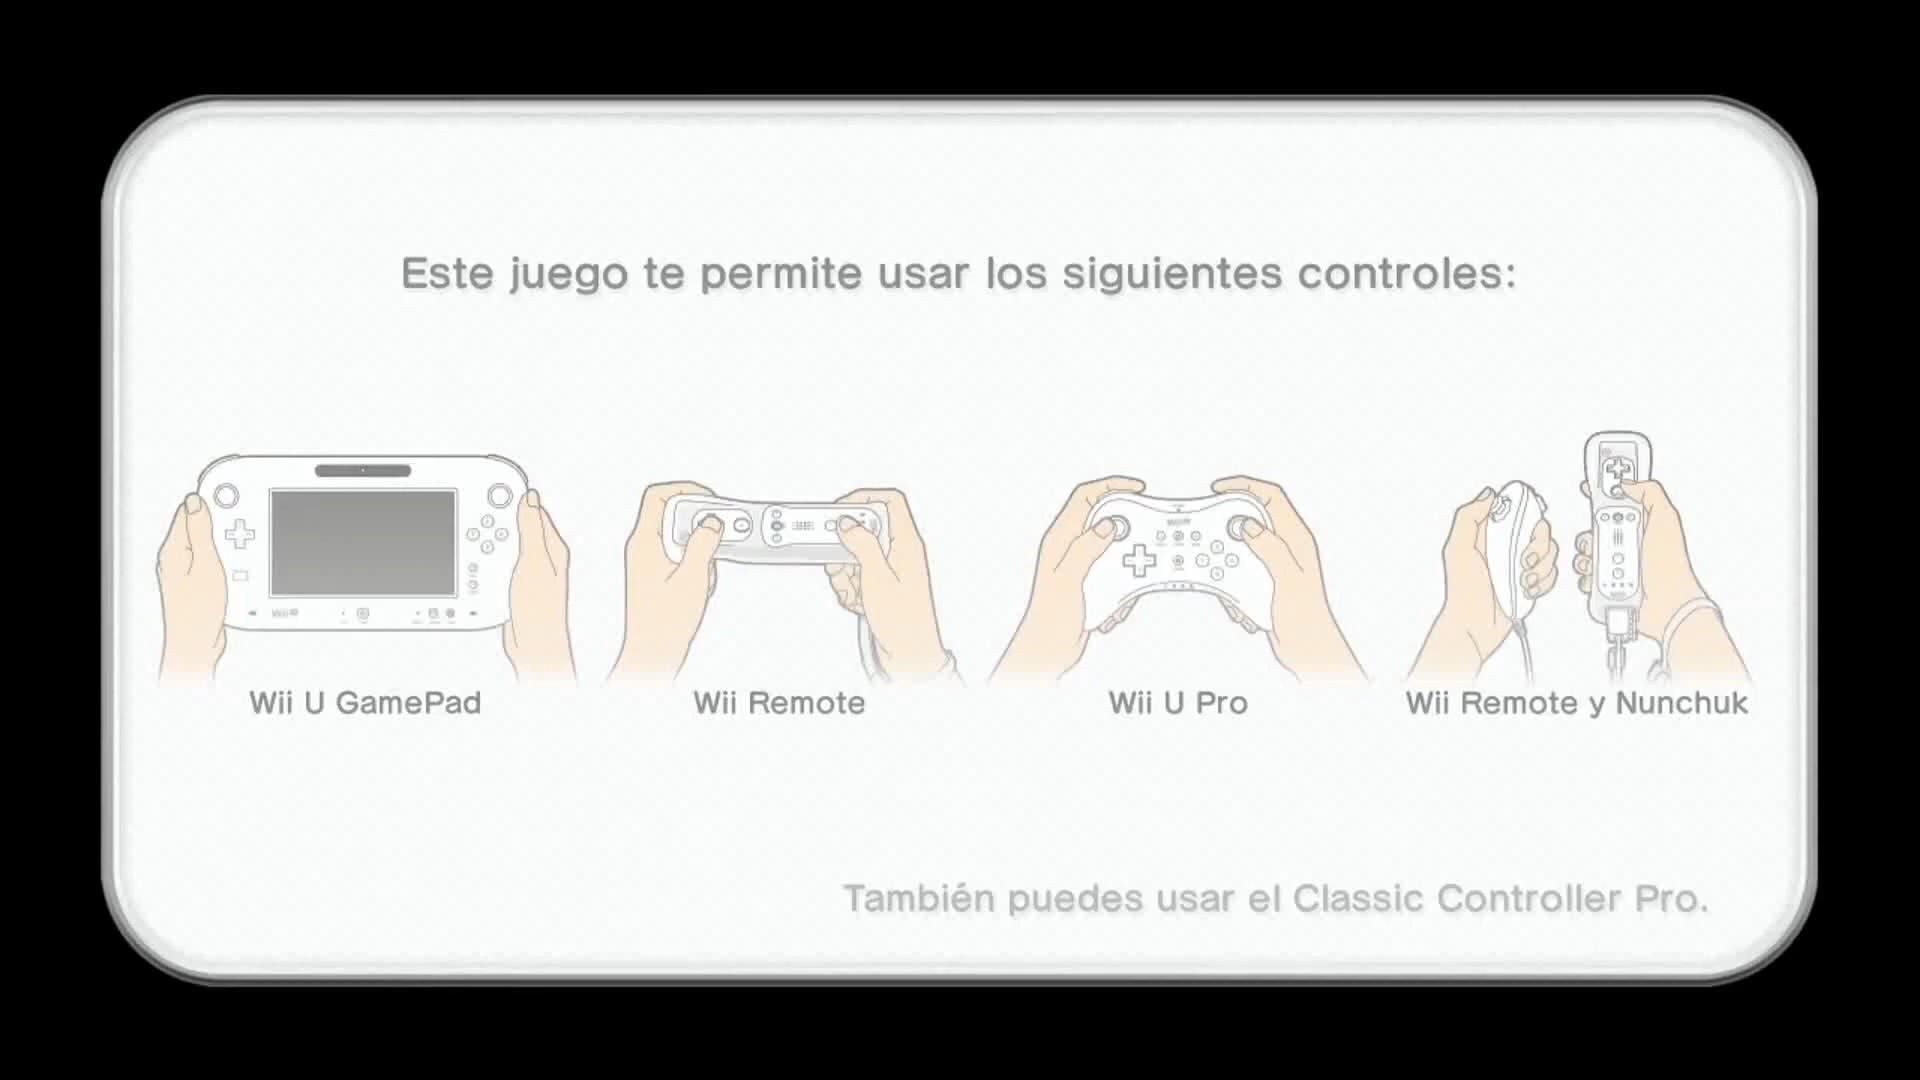 Este juego te permite usar los siguientes controles:
Wii U GamePad
Wii Remote
Wii U Pro
Wii Remote y Nunchuk
También puedes usar el Classic Controller Pro.